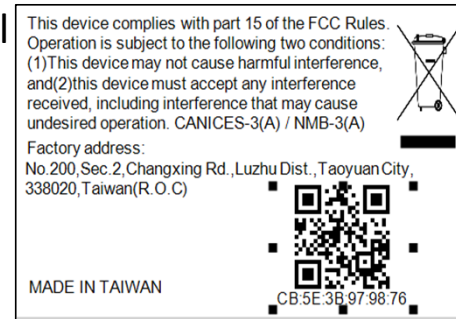 This device complies with part 15 of the FCC Rules.
Operation is subject to the following two conditions:
(1)This device may not cause harmful interference,
and(2)this device must accept any interference
received, including interference that may cause
undesired operation. CANICES-3(A) / NMB-3(A)
Factory address:
No.200,Sec.2,Changxing Rd.,Luzhu Dist.,Taoyuan City,
338020,Taiwan(R.O.C)
MADE IN TAIWAN
CB:5E:3B:97:98:76